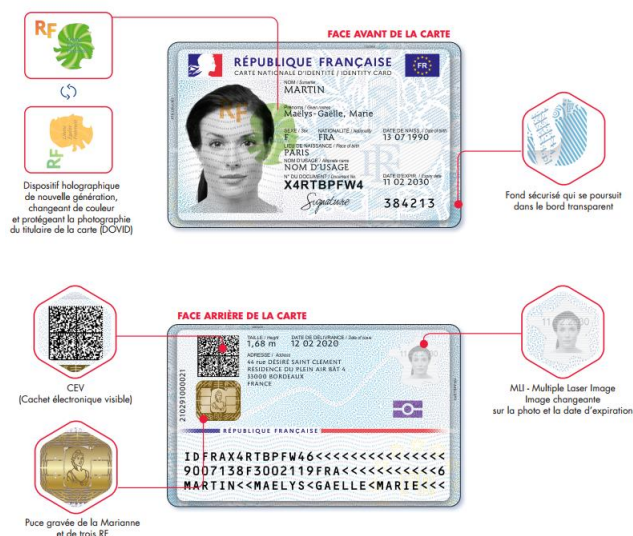 FACE AVANT DE LA CARTE
RF
RÉPUBLIQUE FRANÇAISE
FR
CARTE NATIONALE D'IDENTITÉ / IDENTITY CARD
NOM / Surname
MARTIN
Prénoms / Given names
Maëlys-Gaëlle, Marie
SEXE / Sex NATIONALITÉ / Nationality DATE DE NAISS. / Date of birth
F FRA 13 07 1990
LIEU DE NAISSANCE / Place of birth
PARIS
NOM D'USAGE / Alternate name
NOM D'USAGE
N° DU DOCUMENT / Document No DATE D'EXPIR. / Expiry date
X4RTBPFW4 11 02 2030
Signature
384213
RF
RF
RF
Dispositif holographique
de nouvelle génération,
changeant de couleur
et protégeant la photographie
du titulaire de la carte (DOVID)
Fond sécurisé qui se poursuit
dans le bord transparent
FACE ARRIÈRE DE LA CARTE
TAILLE / Height DATE DE DÉLIVRANCE / Date of issue
1,68 m 12 02 2020
ADRESSE / Address
44 rue DÉSIRÉ SAINT CLEMENT
RESIDENCE DU PLEIN AIR BÂT 4
33000 BORDEAUX
FRANCE
210291000021
RÉPUBLIQUE FRANÇAISE
IDFRAX4RTBPFW46<<<<<<<<<<<<<<<
9007138F3002119FRA<<<<<<<<<<<6
MARTIN<<MAELYS<GAELLE<MARIE<<<
CEV
(Cachet électronique visible)
MLI - Multiple Laser Image
Image changeante
sur la photo et la date d'expiration
Puce gravée de la Marianne
et de trois RF